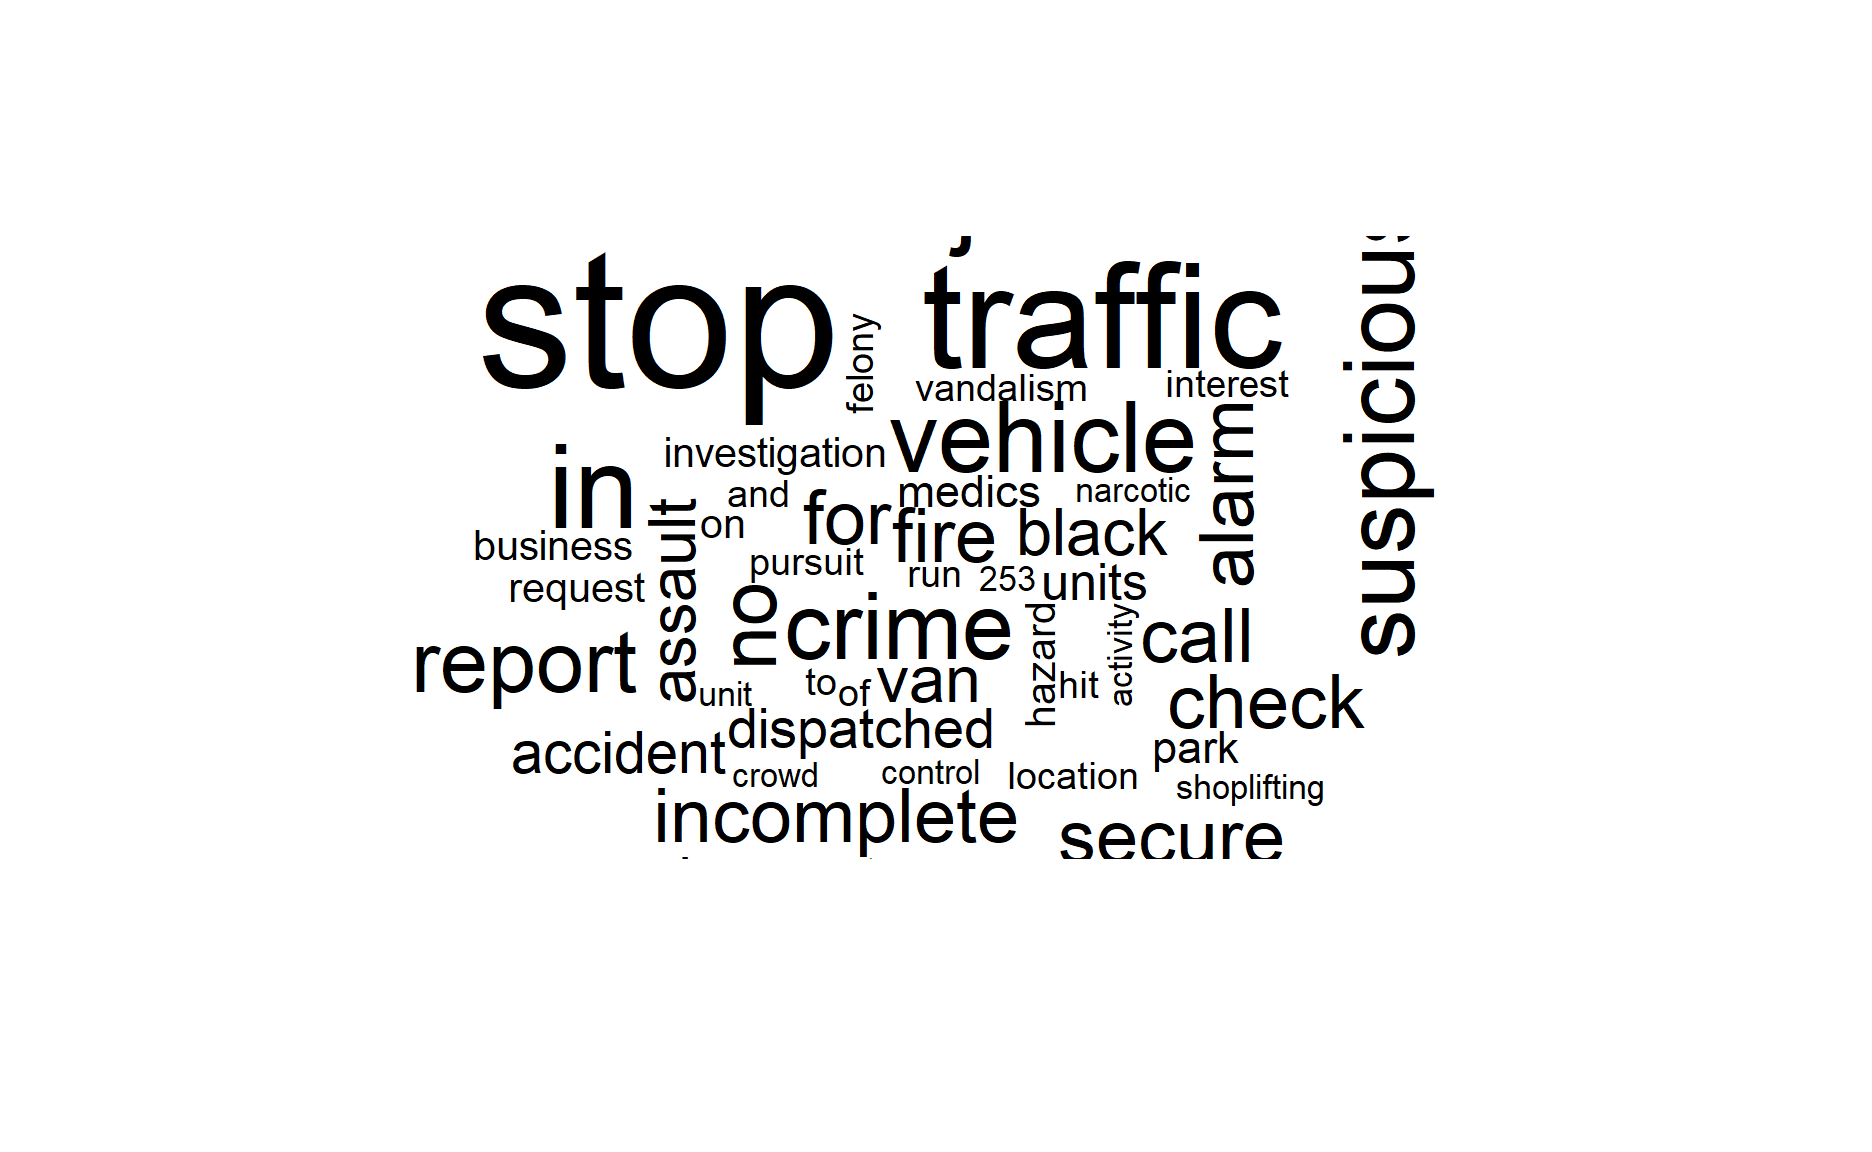 stop
traffic
suspicious
felony
vandalism
interest
vehicle
alarm
in
investigation
and
medics
narcotic
assault
on
for
fire
black
business
pursuit
run
253
units
request
no
crime
hazard
activity
call
report
unit
to
of
van
hit
check
dispatched
accident
park
crowd
control
location
shoplifting
incomplete
secure